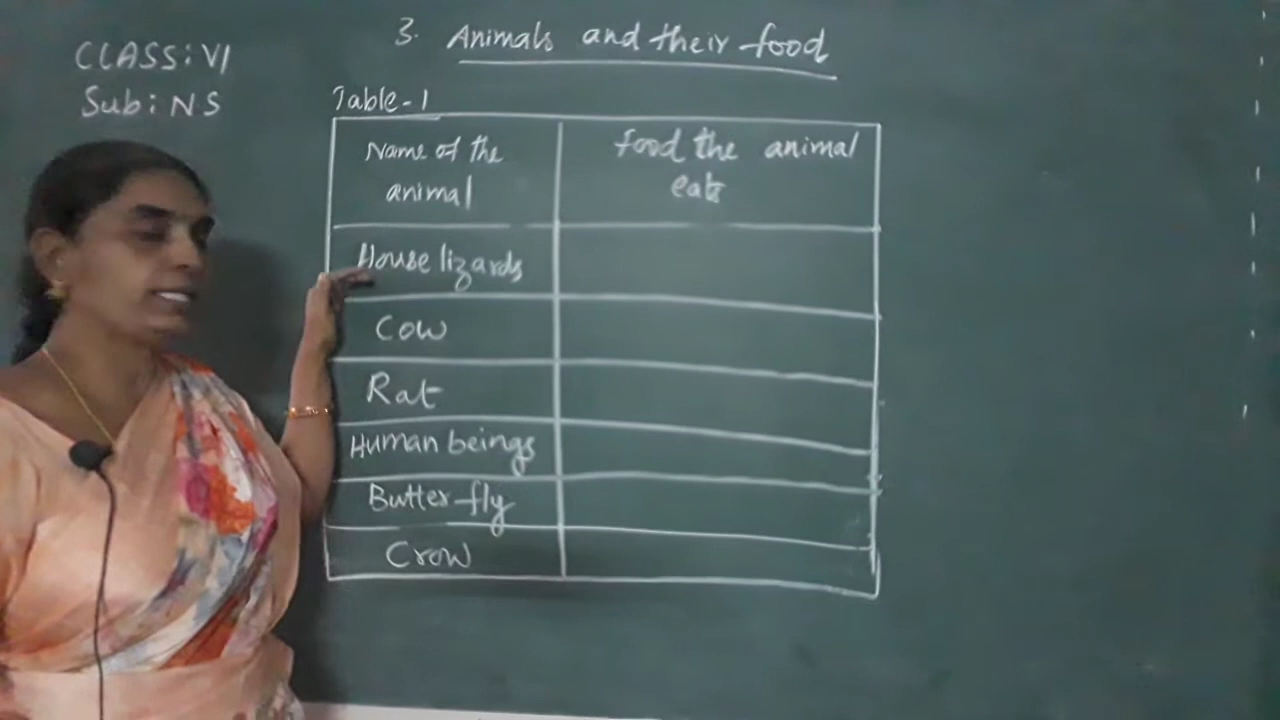 3. Animals and their food
CLASS: VI
Sub: NS
Table-1
Name of the
animal
food the animal
eats
House lizards
Cow
Rat
Human beings
Butter fly
Crow